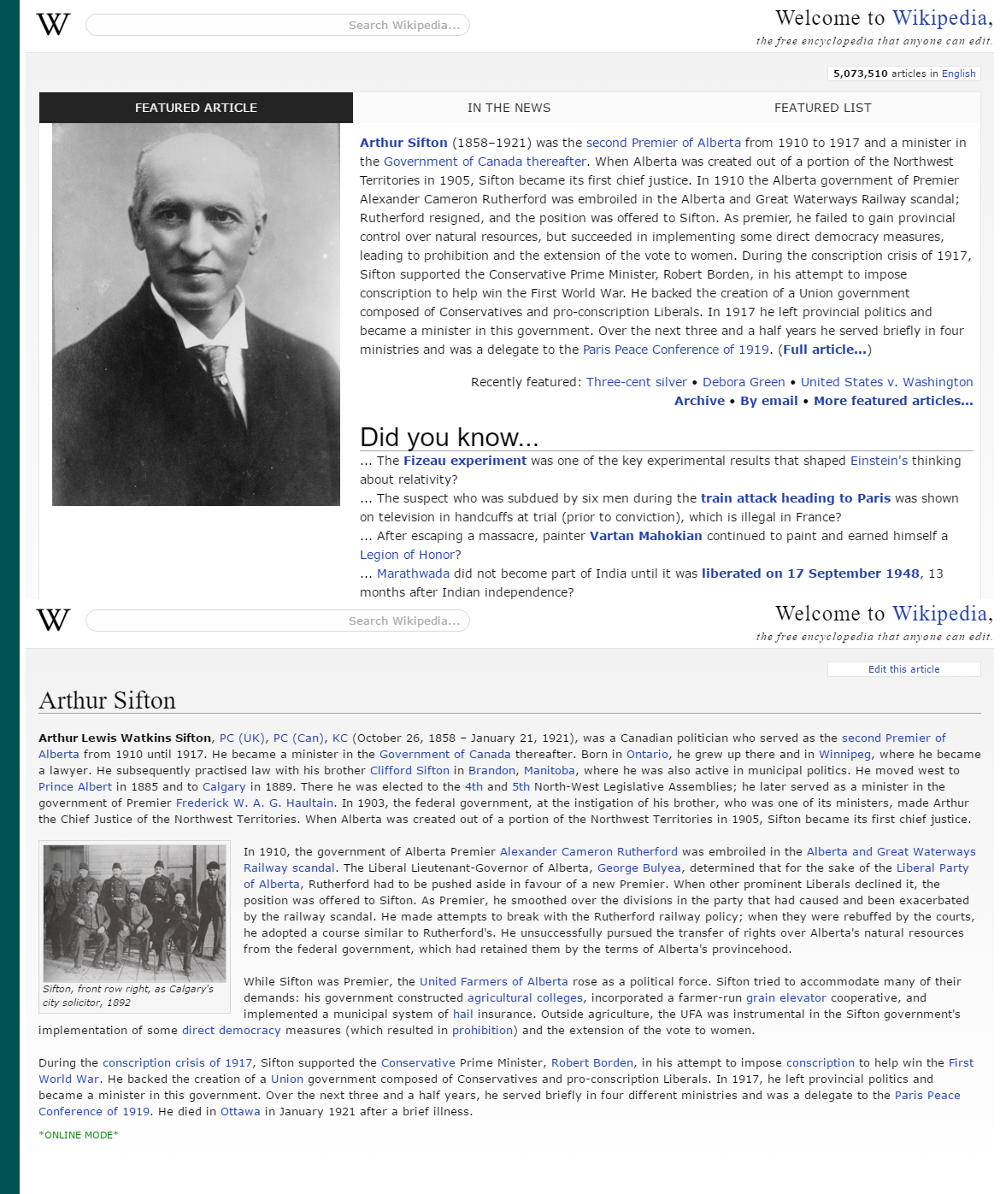 W
Search Wikipedia...
Welcome to Wikipedia,
the free encyclopedia that anyone can edit.
5,073,510 articles in English
FEATURED ARTICLE
IN THE NEWS
FEATURED LIST
Arthur Sifton (1858–1921) was the second Premier of Alberta from 1910 to 1917 and a minister in
the Government of Canada thereafter. When Alberta was created out of a portion of the Northwest
Territories in 1905, Sifton became its first chief justice. In 1910 the Alberta government of Premier
Alexander Cameron Rutherford was embroiled in the Alberta and Great Waterways Railway scandal;
Rutherford resigned, and the position was offered to Sifton. As premier, he failed to gain provincial
control over natural resources, but succeeded in implementing some direct democracy measures,
leading to prohibition and the extension of the vote to women. During the conscription crisis of 1917,
Sifton supported the Conservative Prime Minister, Robert Borden, in his attempt to impose
conscription to help win the First World War. He backed the creation of a Union government
composed of Conservatives and pro-conscription Liberals. In 1917 he left provincial politics and
became a minister in this government. Over the next three and a half years he served briefly in four
ministries and was a delegate to the Paris Peace Conference of 1919. (Full article...)
Recently featured: Three-cent silver • Debora Green • United States v. Washington
Archive • By email • More featured articles...
Did you know...
... The Fizeau experiment was one of the key experimental results that shaped Einstein's thinking
about relativity?
... The suspect who was subdued by six men during the train attack heading to Paris was shown
on television in handcuffs at trial (prior to conviction), which is illegal in France?
... After escaping a massacre, painter Vartan Mahokian continued to paint and earned himself a
Legion of Honor?
... Marathwada did not become part of India until it was liberated on 17 September 1948, 13
months after Indian independence?
W
Search Wikipedia...
Welcome to Wikipedia,
the free encyclopedia that anyone can edit.
Edit this article
Arthur Sifton
Arthur Lewis Watkins Sifton, PC (UK), PC (Can), KC (October 26, 1858 – January 21, 1921), was a Canadian politician who served as the second Premier of
Alberta from 1910 until 1917. He became a minister in the Government of Canada thereafter. Born in Ontario, he grew up there and in Winnipeg, where he became
a lawyer. He subsequently practised law with his brother Clifford Sifton in Brandon, Manitoba, where he was also active in municipal politics. He moved west to
Prince Albert in 1885 and to Calgary in 1889. There he was elected to the 4th and 5th North-West Legislative Assemblies; he later served as a minister in the
government of Premier Frederick W. A. G. Haultain. In 1903, the federal government, at the instigation of his brother, who was one of its ministers, made Arthur
the Chief Justice of the Northwest Territories. When Alberta was created out of a portion of the Northwest Territories in 1905, Sifton became its first chief justice.
In 1910, the government of Alberta Premier Alexander Cameron Rutherford was embroiled in the Alberta and Great Waterways
Railway scandal. The Liberal Lieutenant-Governor of Alberta, George Bulyea, determined that for the sake of the Liberal Party
of Alberta, Rutherford had to be pushed aside in favour of a new Premier. When other prominent Liberals declined it, the
position was offered to Sifton. As Premier, he smoothed over the divisions in the party that had caused and been exacerbated
by the railway scandal. He made attempts to break with the Rutherford railway policy; when they were rebuffed by the courts,
he adopted a course similar to Rutherford's. He unsuccessfully pursued the transfer of rights over Alberta's natural resources
from the federal government, which had retained them by the terms of Alberta's provincehood.
Sifton, front row right, as Calgary's
city solicitor, 1892
While Sifton was Premier, the United Farmers of Alberta rose as a political force. Sifton tried to accommodate many of their
demands: his government constructed agricultural colleges, incorporated a farmer-run grain elevator cooperative, and
implemented a municipal system of hail insurance. Outside agriculture, the UFA was instrumental in the Sifton government's
implementation of some direct democracy measures (which resulted in prohibition) and the extension of the vote to women.
During the conscription crisis of 1917, Sifton supported the Conservative Prime Minister, Robert Borden, in his attempt to impose conscription to help win the First
World War. He backed the creation of a Union government composed of Conservatives and pro-conscription Liberals. In 1917, he left provincial politics and
became a minister in this government. Over the next three and a half years, he served briefly in four different ministries and was a delegate to the Paris Peace
Conference of 1919. He died in Ottawa in January 1921 after a brief illness.
*ONLINE MODE*